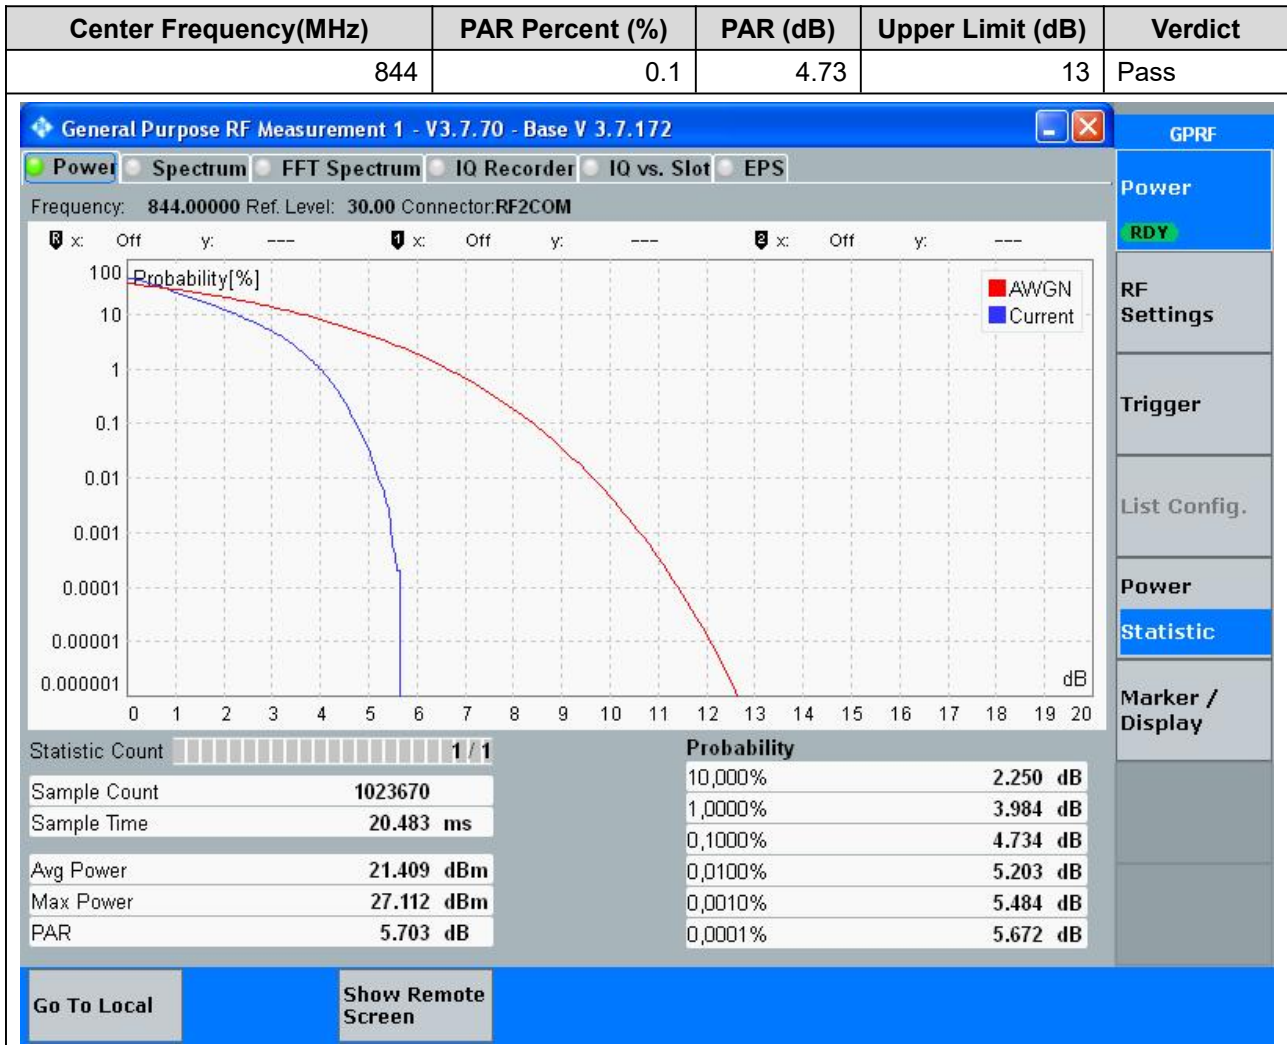 Center Frequency(MHz) PAR Percent (%) PAR (dB) Upper Limit (dB) Verdict
844 0.1 4.73 13 Pass
General Purpose RF Measurement 1 - V3.7.70 - Base V 3.7.172
GPRF
Power Spectrum FFT Spectrum IQ Recorder IQ vs. Slot EPS
Frequency: 844.00000 Ref. Level: 30.00 Connector:RF2COM
R x: Off y: --- 1 x: Off y: --- 2 x: Off y: ---
Probability[%]
AWGN
Current
100
10
1
0.1
0.01
0.001
0.0001
0.00001
0.000001
dB
0 1 2 3 4 5 6 7 8 9 10 11 12 13 14 15 16 17 18 19 20
Statistic Count 1 / 1
Sample Count 1023670
Sample Time 20.483 ms
Avg Power 21.409 dBm
Max Power 27.112 dBm
PAR 5.703 dB
Probability
10,000% 2.250 dB
1,0000% 3.984 dB
0,1000% 4.734 dB
0,0100% 5.203 dB
0,0010% 5.484 dB
0,0001% 5.672 dB
Power
RDY
RF
Settings
Trigger
List Config.
Power
Statistic
Marker /
Display
Go To Local
Show Remote
Screen